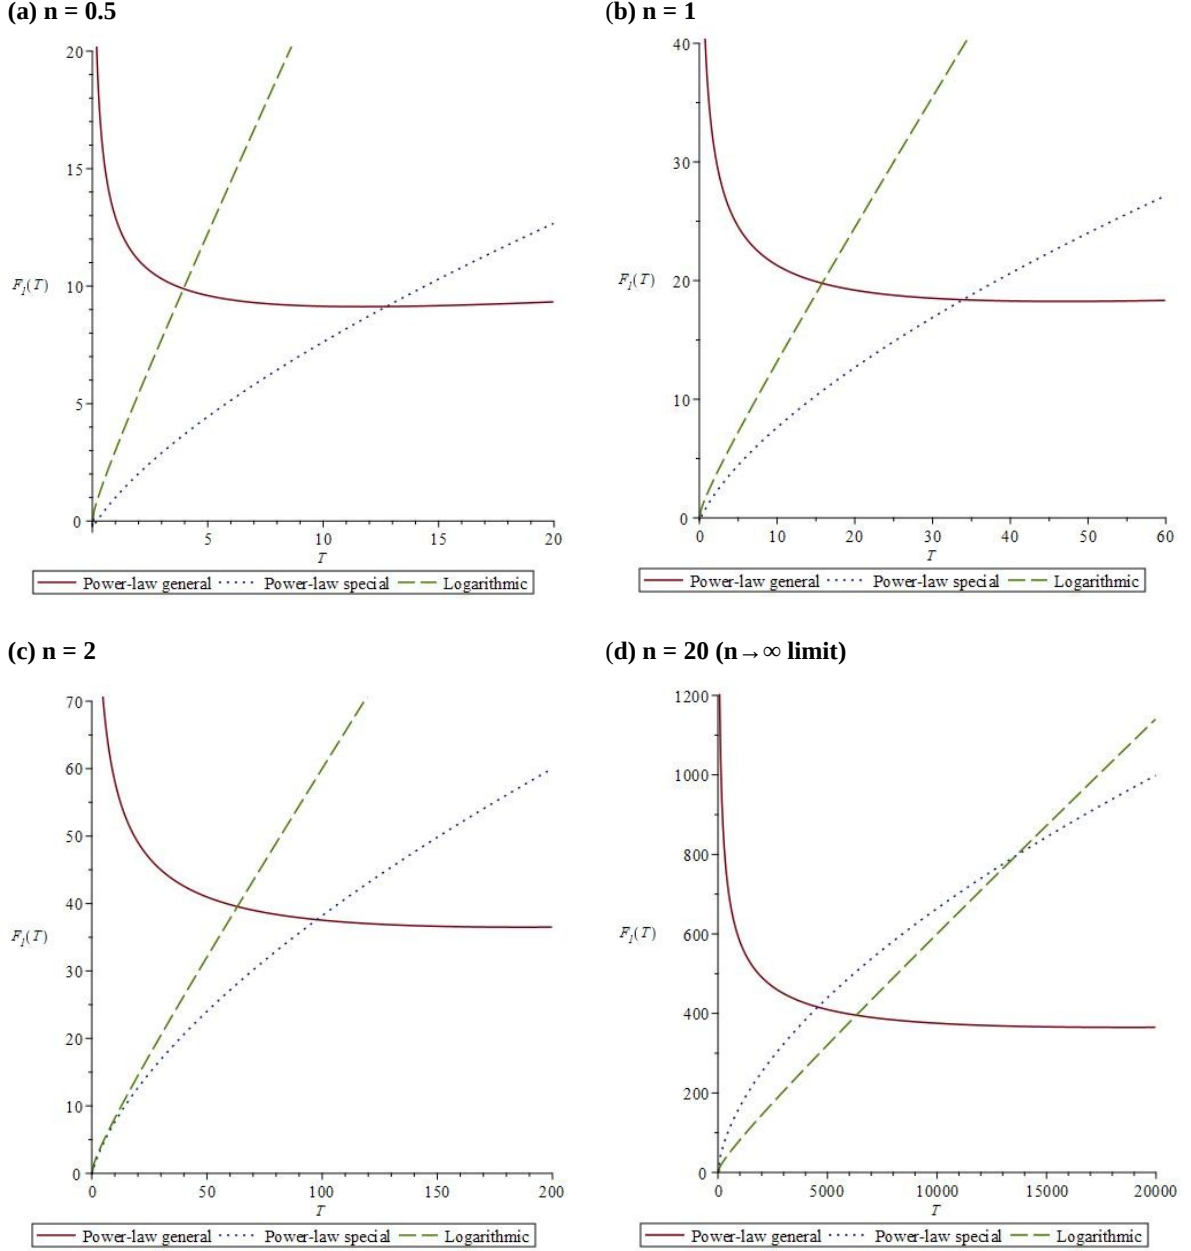 (a) n = 0.5
20
15
10
5
0
F₁(T)
5 10 15 20
T
Power-law general Power-law special Logarithmic
(b) n = 1
40
30
20
10
0
F₁(T)
0 10 20 30 40 50 60
T
Power-law general Power-law special Logarithmic
(c) n = 2
70
60
50
40
30
20
10
0
F₁(T)
0 50 100 150 200
T
Power-law general Power-law special Logarithmic
(d) n = 20 (n→∞ limit)
1200
1000
800
600
400
200
0
F₁(T)
0 5000 10000 15000 20000
T
Power-law general Power-law special Logarithmic